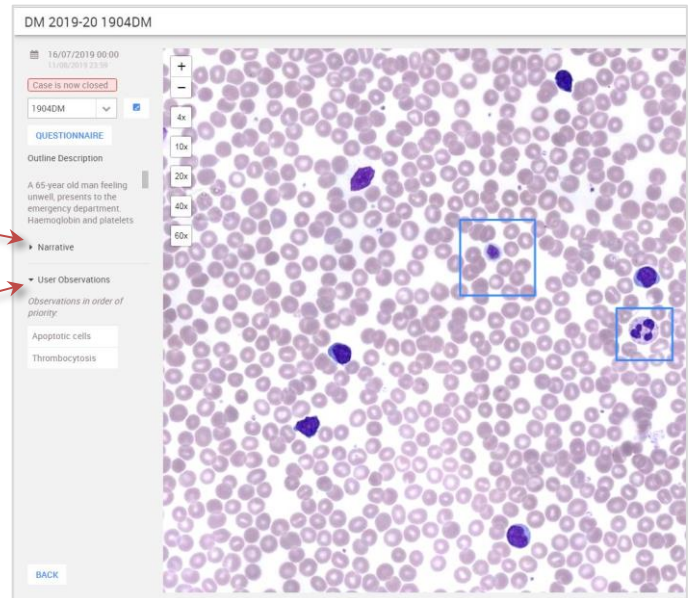 DM 2019-20 1904DM
16/07/2019 00:00
11/08/2019 23:59
Case is now closed
1904DM
QUESTIONNAIRE
Outline Description
A 65-year old man feeling
unwell, presents to the
emergency department.
Haemoglobin and platelets
Narrative
User Observations
Observations in order of
priority:
Apoptotic cells
Thrombocytosis
BACK
+
−
4x
10x
20x
40x
60x